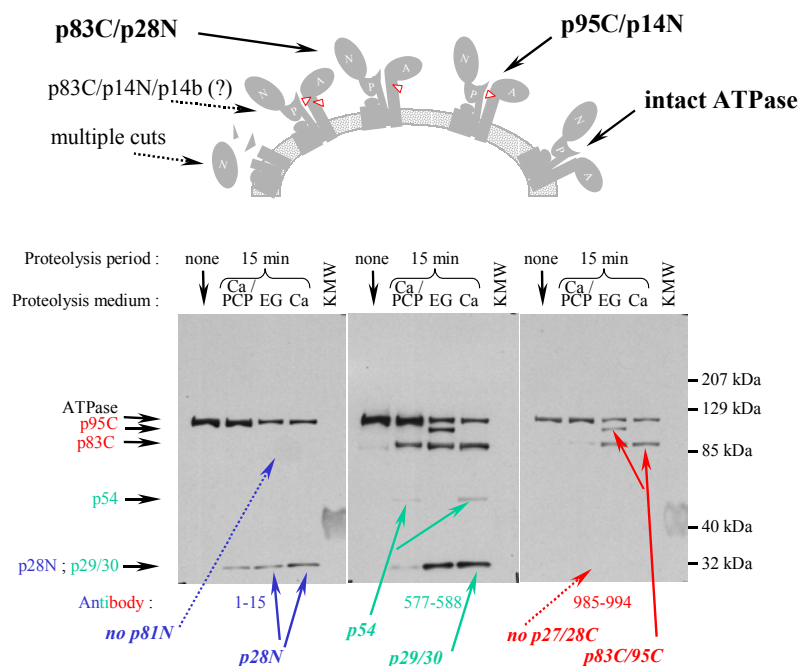 p83C/p28N
p95C/p14N
p83C/p14N/p14b (?)
intact ATPase
multiple cuts
N
P
A
N
P
A
N
P
A
N
P
A
N
Proteolysis period : none 15 min none 15 min none 15 min
Proteolysis medium : Ca / PCP EG Ca KMW Ca / PCP EG Ca KMW Ca / PCP EG Ca KMW
207 kDa
ATPase
129 kDa
p95C
p83C
85 kDa
p54
40 kDa
p28N ; p29/30
32 kDa
Antibody : 1-15 577-588 985-994
no p81N
p28N
p54
p29/30
no p27/28C
p83C/95C